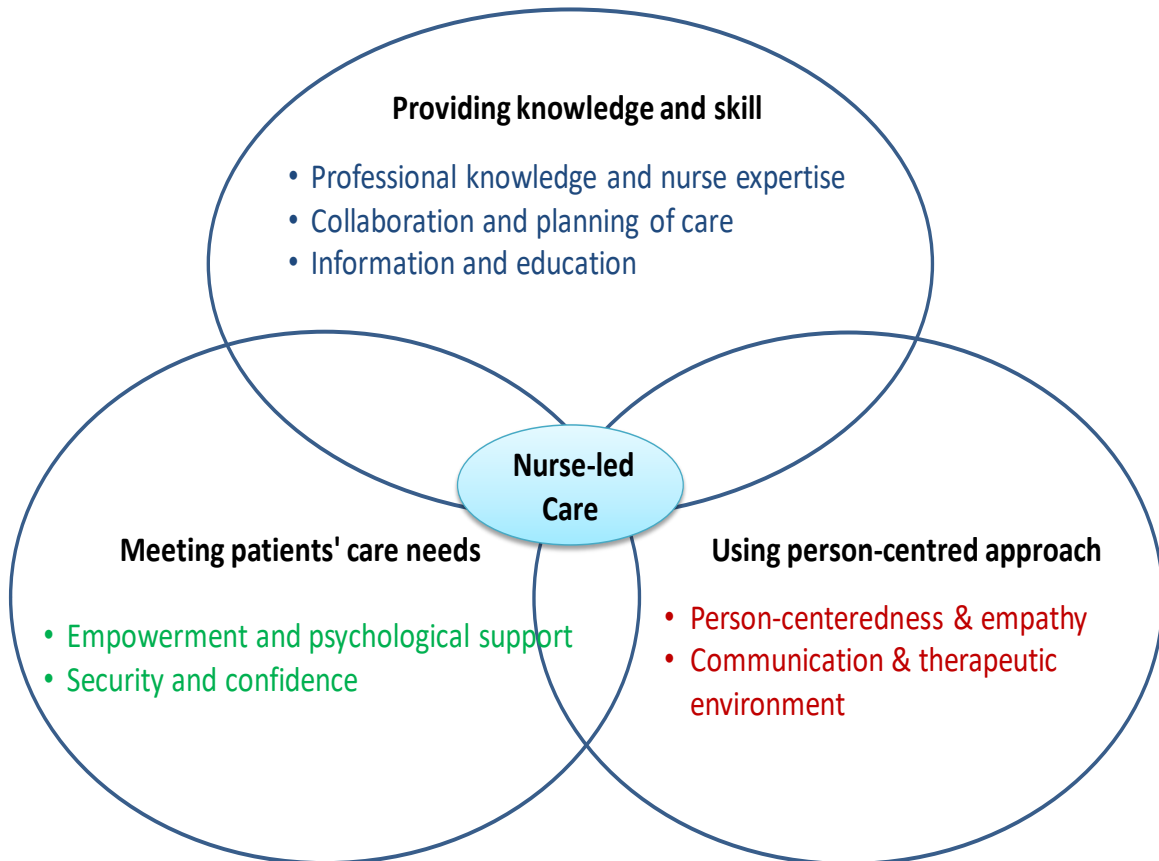 Providing knowledge and skill
• Professional knowledge and nurse expertise
• Collaboration and planning of care
• Information and education
Nurse-led
Care
Meeting patients' care needs
• Empowerment and psychological support
• Security and confidence
Using person-centred approach
• Person-centeredness & empathy
• Communication & therapeutic
environment